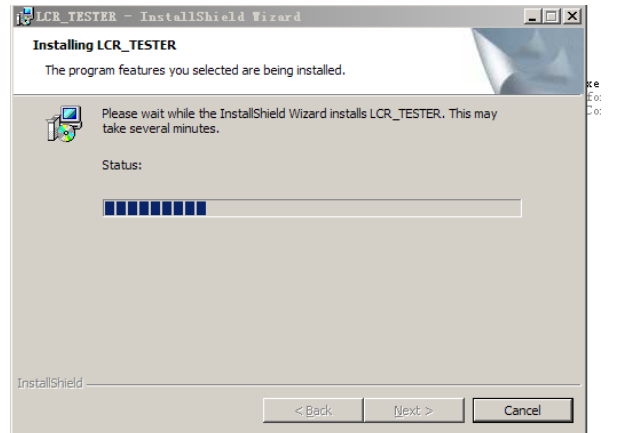 LCR_TESTER - InstallShield Wizard
Installing LCR_TESTER
The program features you selected are being installed.
Please wait while the InstallShield Wizard installs LCR_TESTER. This may
take several minutes.
Status:
InstallShield
< Back
Next >
Cancel